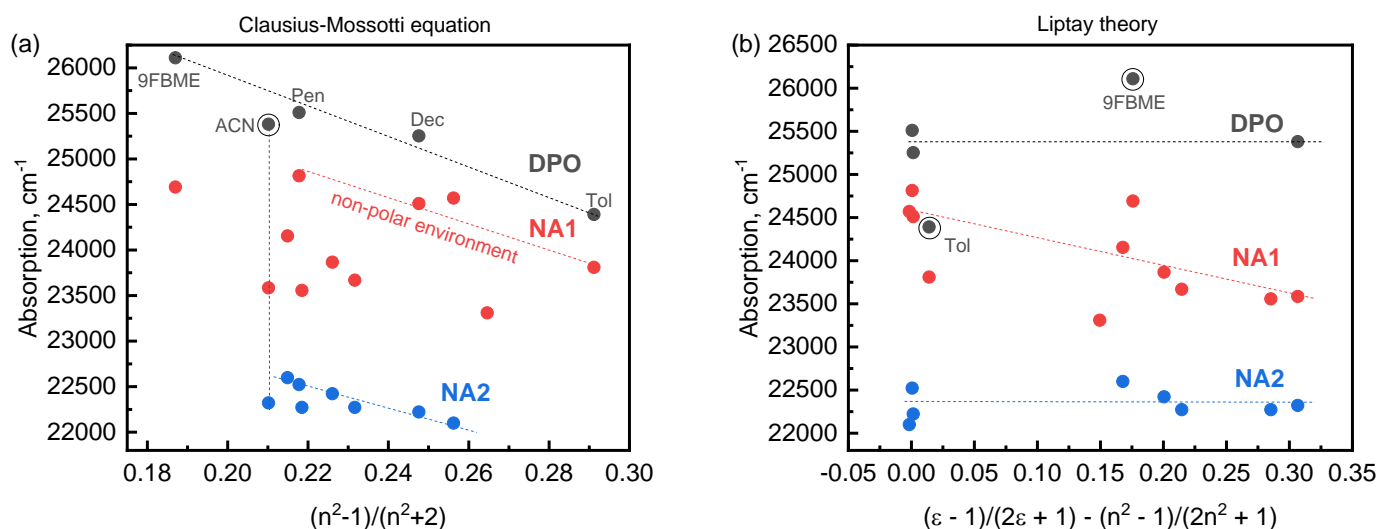 Clausius-Mossotti equation
(a)
26000
25500
25000
24500
24000
23500
23000
22500
22000
Absorption, cm⁻¹
9FBME
Pen
ACN
Dec
DPO
Tol
NA1
non-polar environment
NA2
0.18 0.20 0.22 0.24 0.26 0.28 0.30
(n²-1)/(n²+2)
Liptay theory
(b)
26500
26000
25500
25000
24500
24000
23500
23000
22500
22000
Absorption, cm⁻¹
9FBME
DPO
Tol
NA1
NA2
-0.05 0.00 0.05 0.10 0.15 0.20 0.25 0.30 0.35
(ε - 1)/(2ε + 1) - (n² - 1)/(2n² + 1)